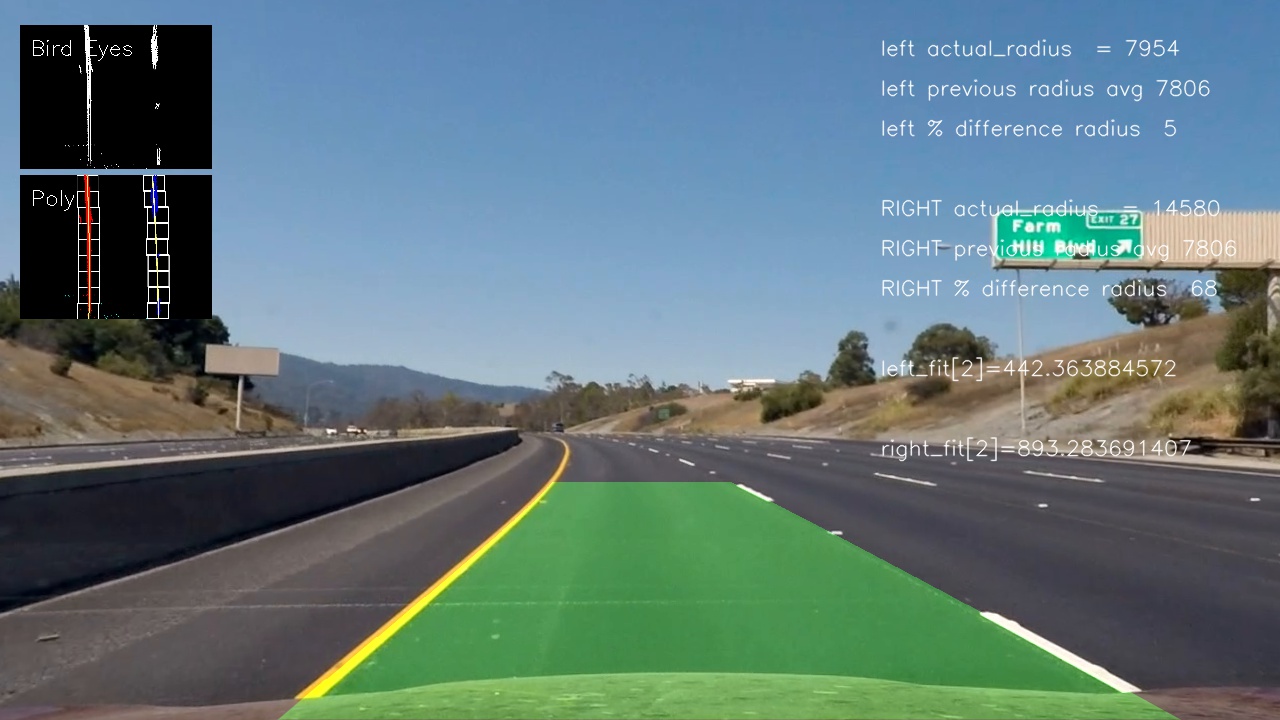 Bird Eyes
Poly
left actual_radius = 7954
left previous radius avg 7806
left % difference radius 5
RIGHT actual_radius = 14580
EXIT 27
Farm
Hill Blvd
RIGHT previous radius avg 7806
RIGHT % difference radius 68
left_fit[2]=442.363884572
right_fit[2]=893.283691407